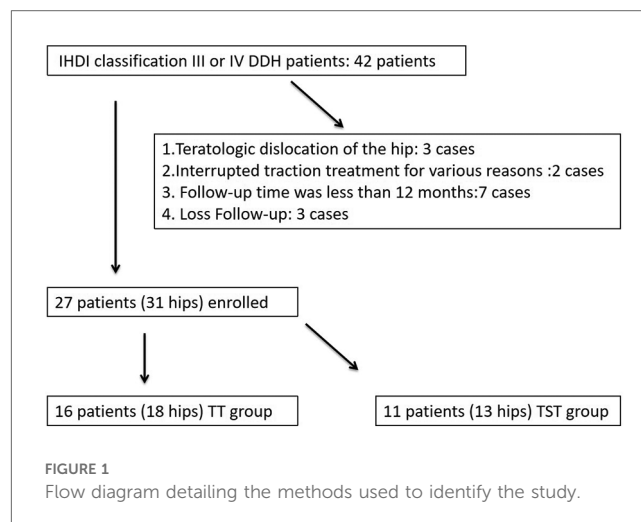 IHDI classification III or IV DDH patients: 42 patients
1.Teratologic dislocation of the hip: 3 cases
2.Interrupted traction treatment for various reasons :2 cases
3. Follow-up time was less than 12 months:7 cases
4. Loss Follow-up: 3 cases
27 patients (31 hips) enrolled
16 patients (18 hips) TT group
11 patients (13 hips) TST group
FIGURE 1
Flow diagram detailing the methods used to identify the study.